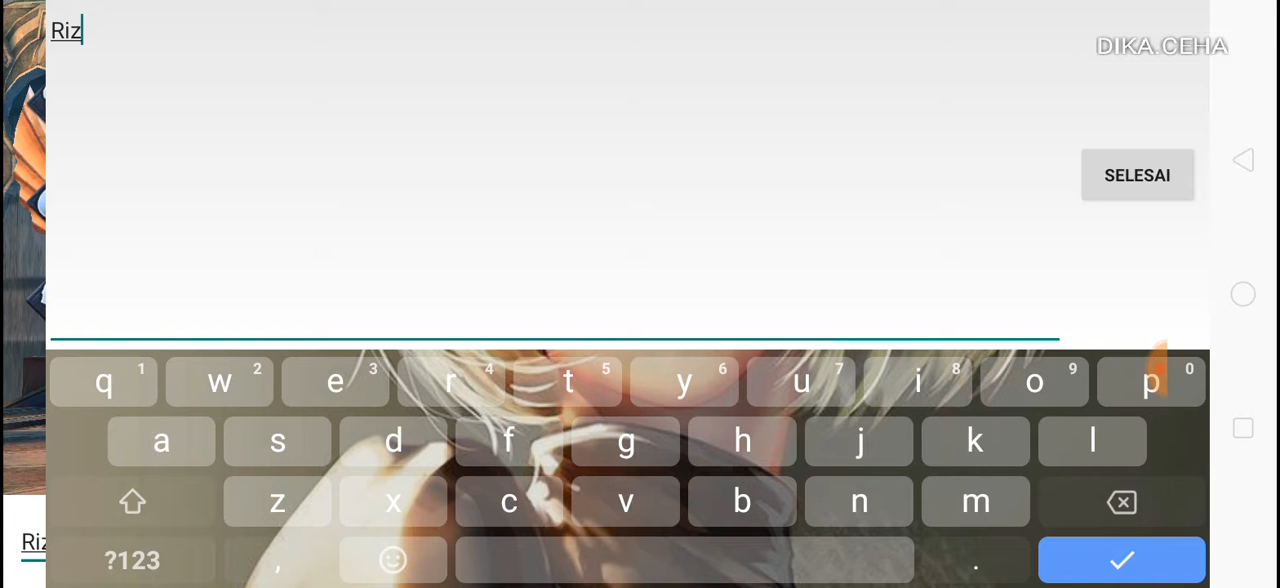 Riz
DIKA.CEHA
SELESAI
q 1 w 2 e 3 r 4 t 5 y 6 u 7 i 8 o 9 p 0
a s d f g h j k l
z x c v b n m
Riz
?123 , .